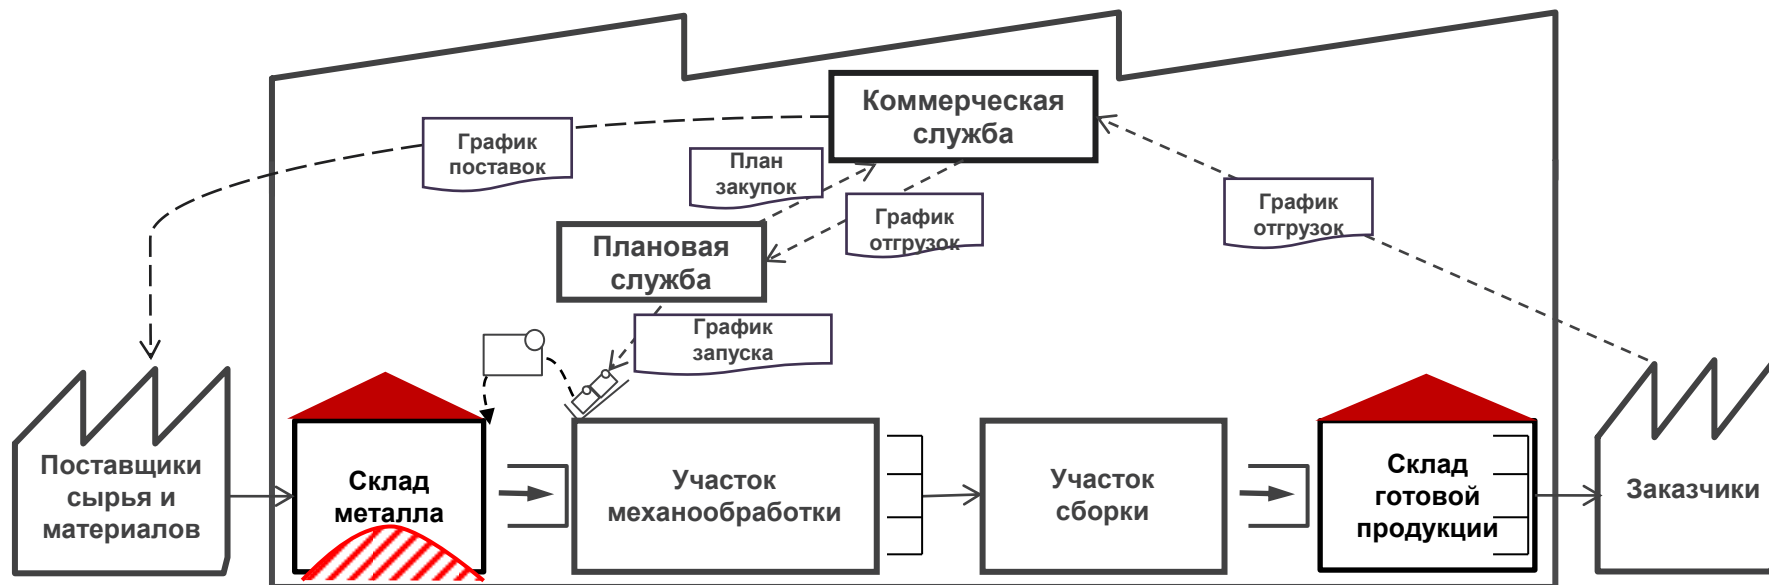 Коммерческая
служба
График
поставок
План
закупок
График
отгрузок
График
отгрузок
Плановая
служба
График
запуска
Поставщики
сырья и
материалов
Склад
металла
Участок
механообработки
Участок
сборки
Склад
готовой
продукции
Заказчики